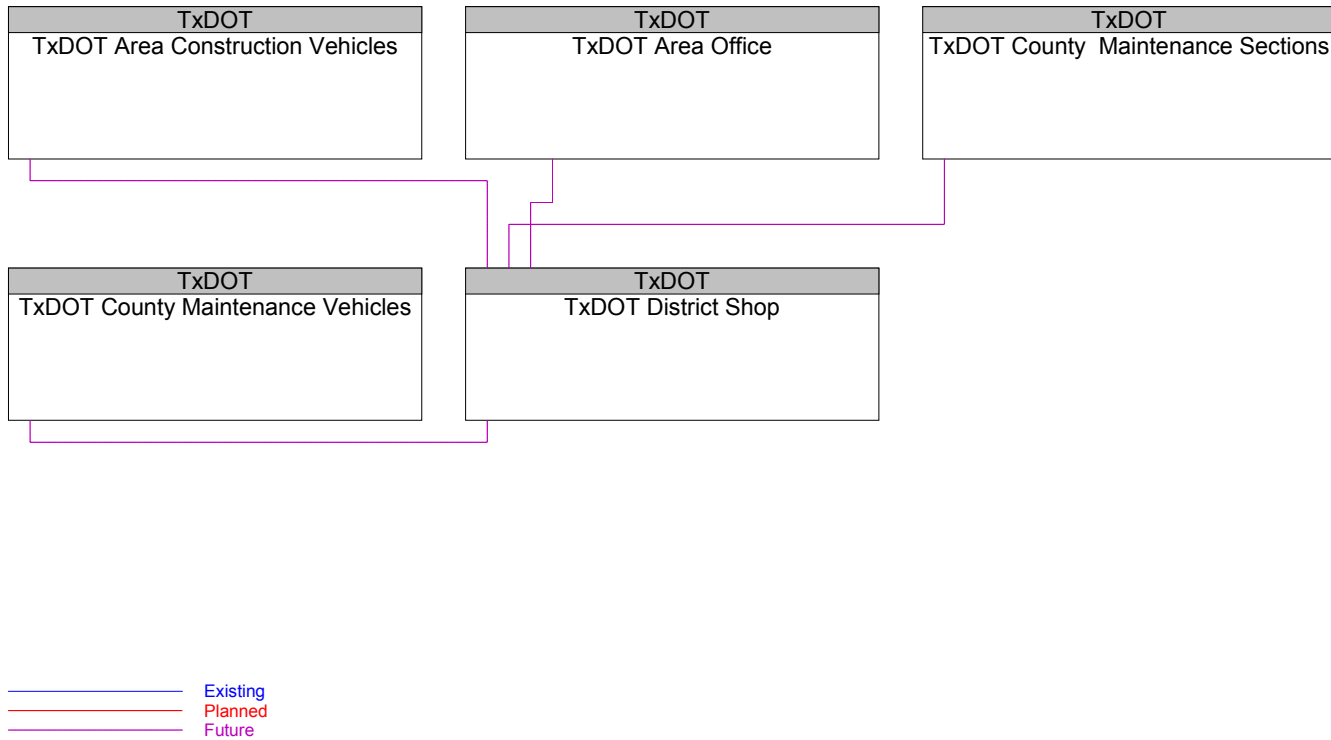 TxDOT
TxDOT Area Construction Vehicles
TxDOT
TxDOT Area Office
TxDOT
TxDOT County  Maintenance Sections
TxDOT
TxDOT County Maintenance Vehicles
TxDOT
TxDOT District Shop
Existing
Planned
Future